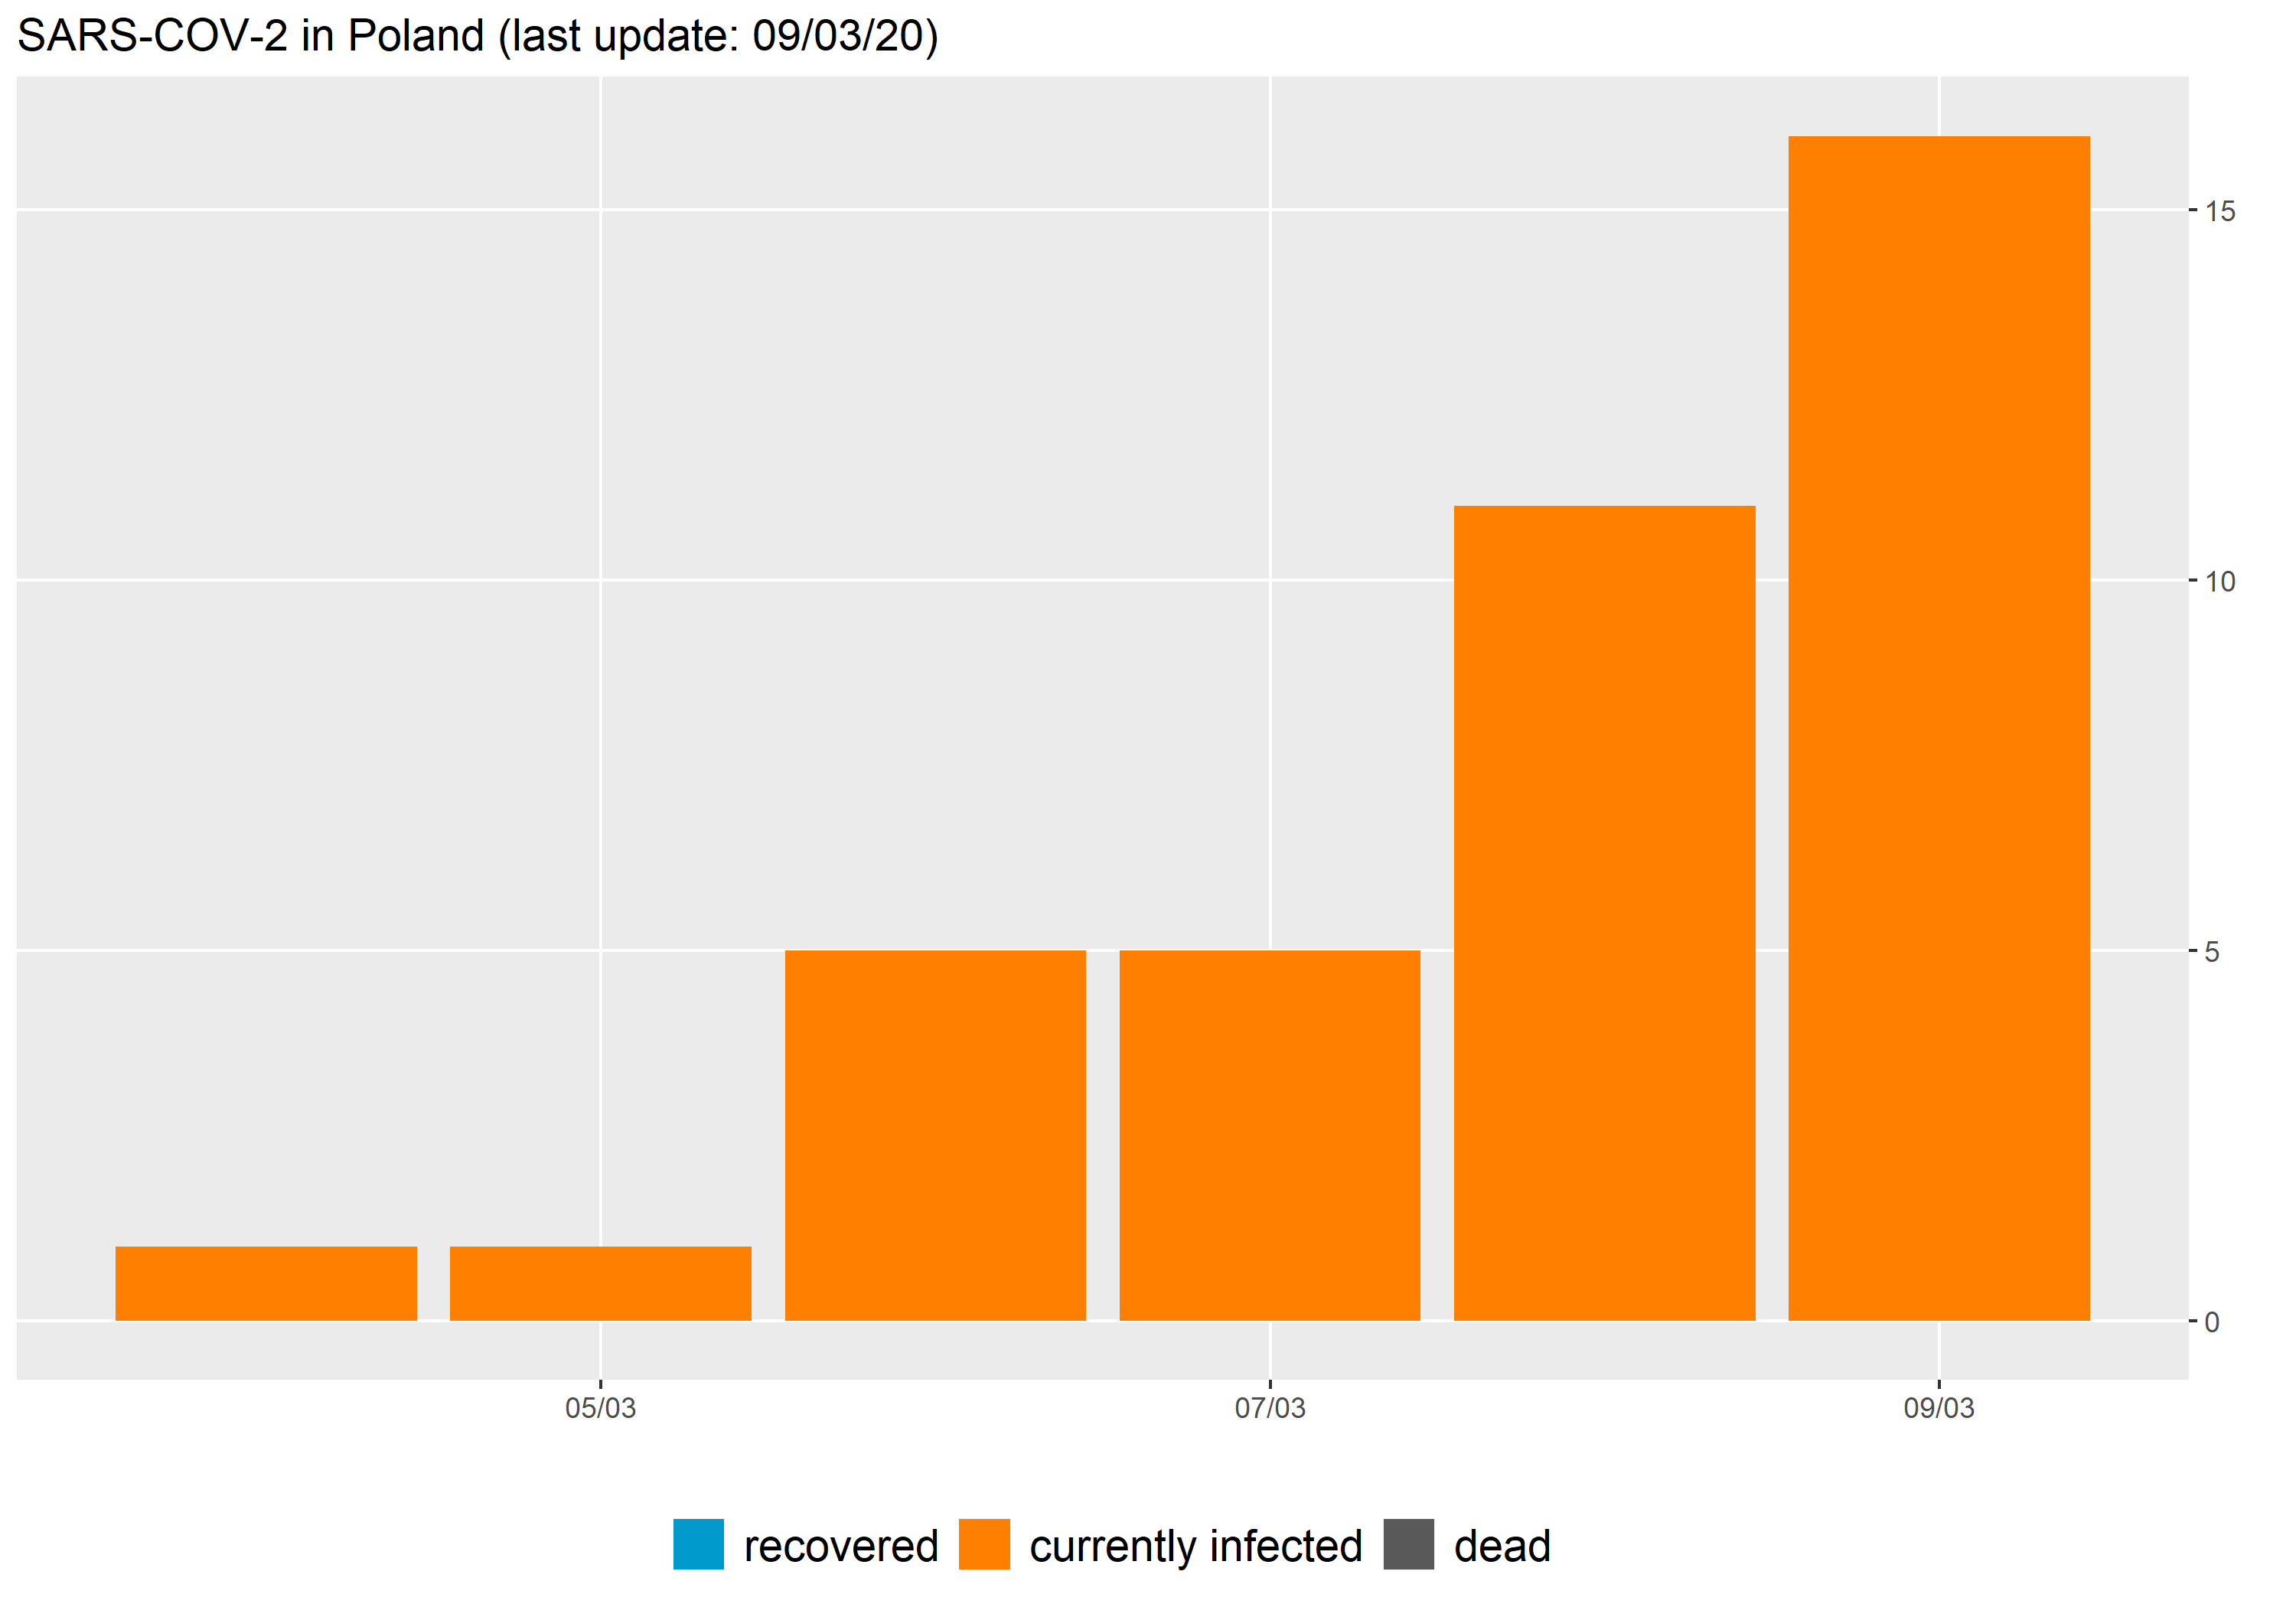 SARS-COV-2 in Poland (last update: 09/03/20)
15
10
5
0
05/03 07/03 09/03
recovered currently infected dead